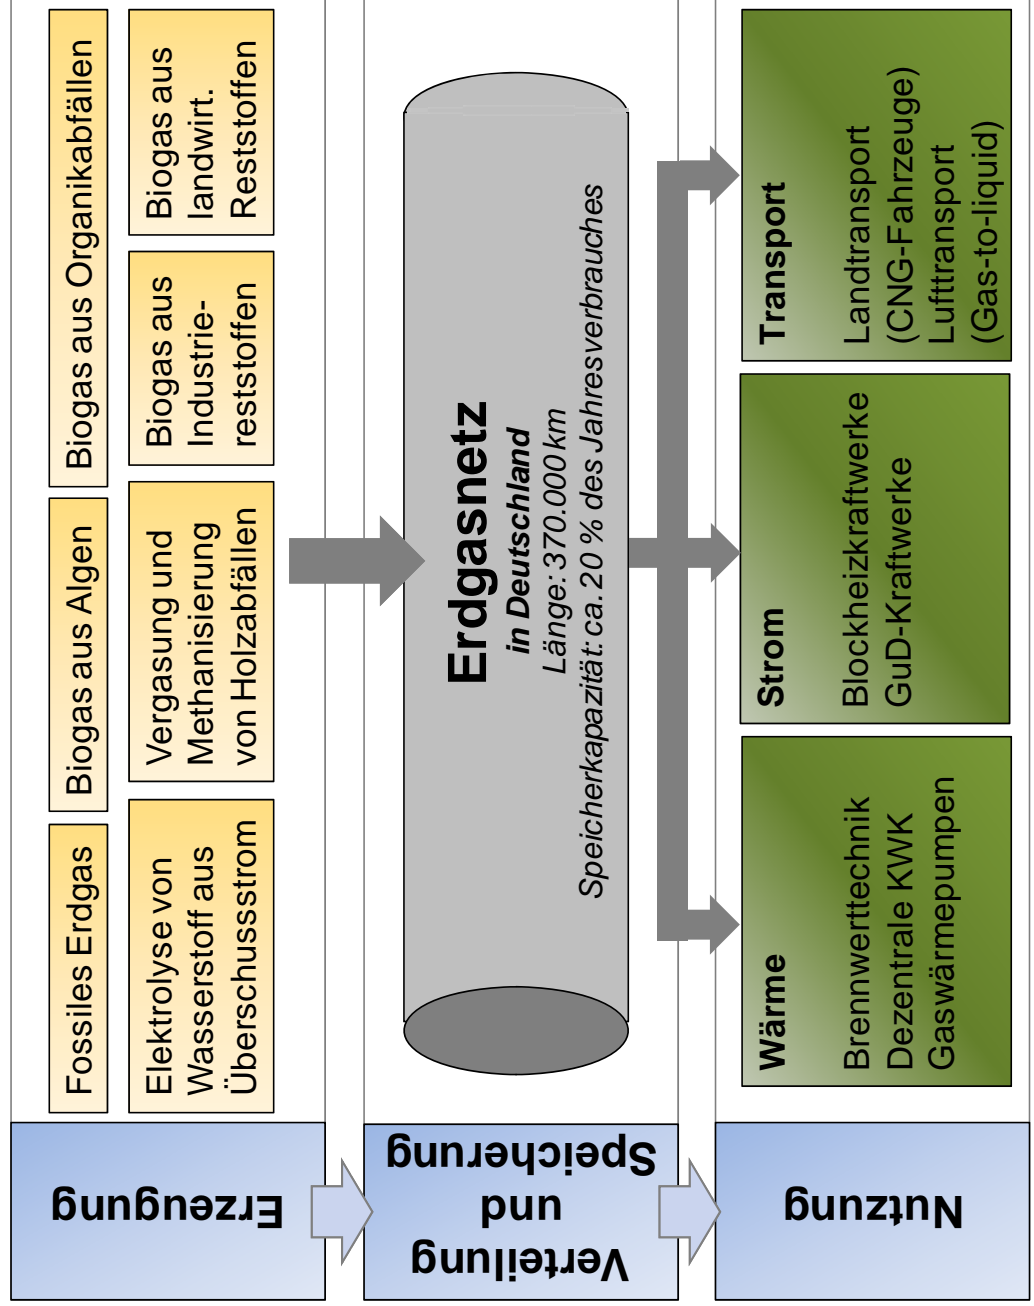 Erzeugung
Fossiles Erdgas
Biogas aus Algen
Biogas aus Organikabfällen
Elektrolyse von
Wasserstoff aus
Überschussstrom
Vergasung und
Methanisierung
von Holzabfällen
Biogas aus
Industrie-
reststoffen
Biogas aus
landwirt.
Reststoffen
Verteilung
und
Speicherung
Erdgasnetz
in Deutschland
Länge: 370.000 km
Speicherkapazität: ca. 20 % des Jahresverbrauches
Nutzung
Wärme
Brennwerttechnik
Dezentrale KWK
Gaswärmepumpen
Strom
Blockheizkraftwerke
GuD-Kraftwerke
Transport
Landtransport
(CNG-Fahrzeuge)
Lufttransport
(Gas-to-liquid)